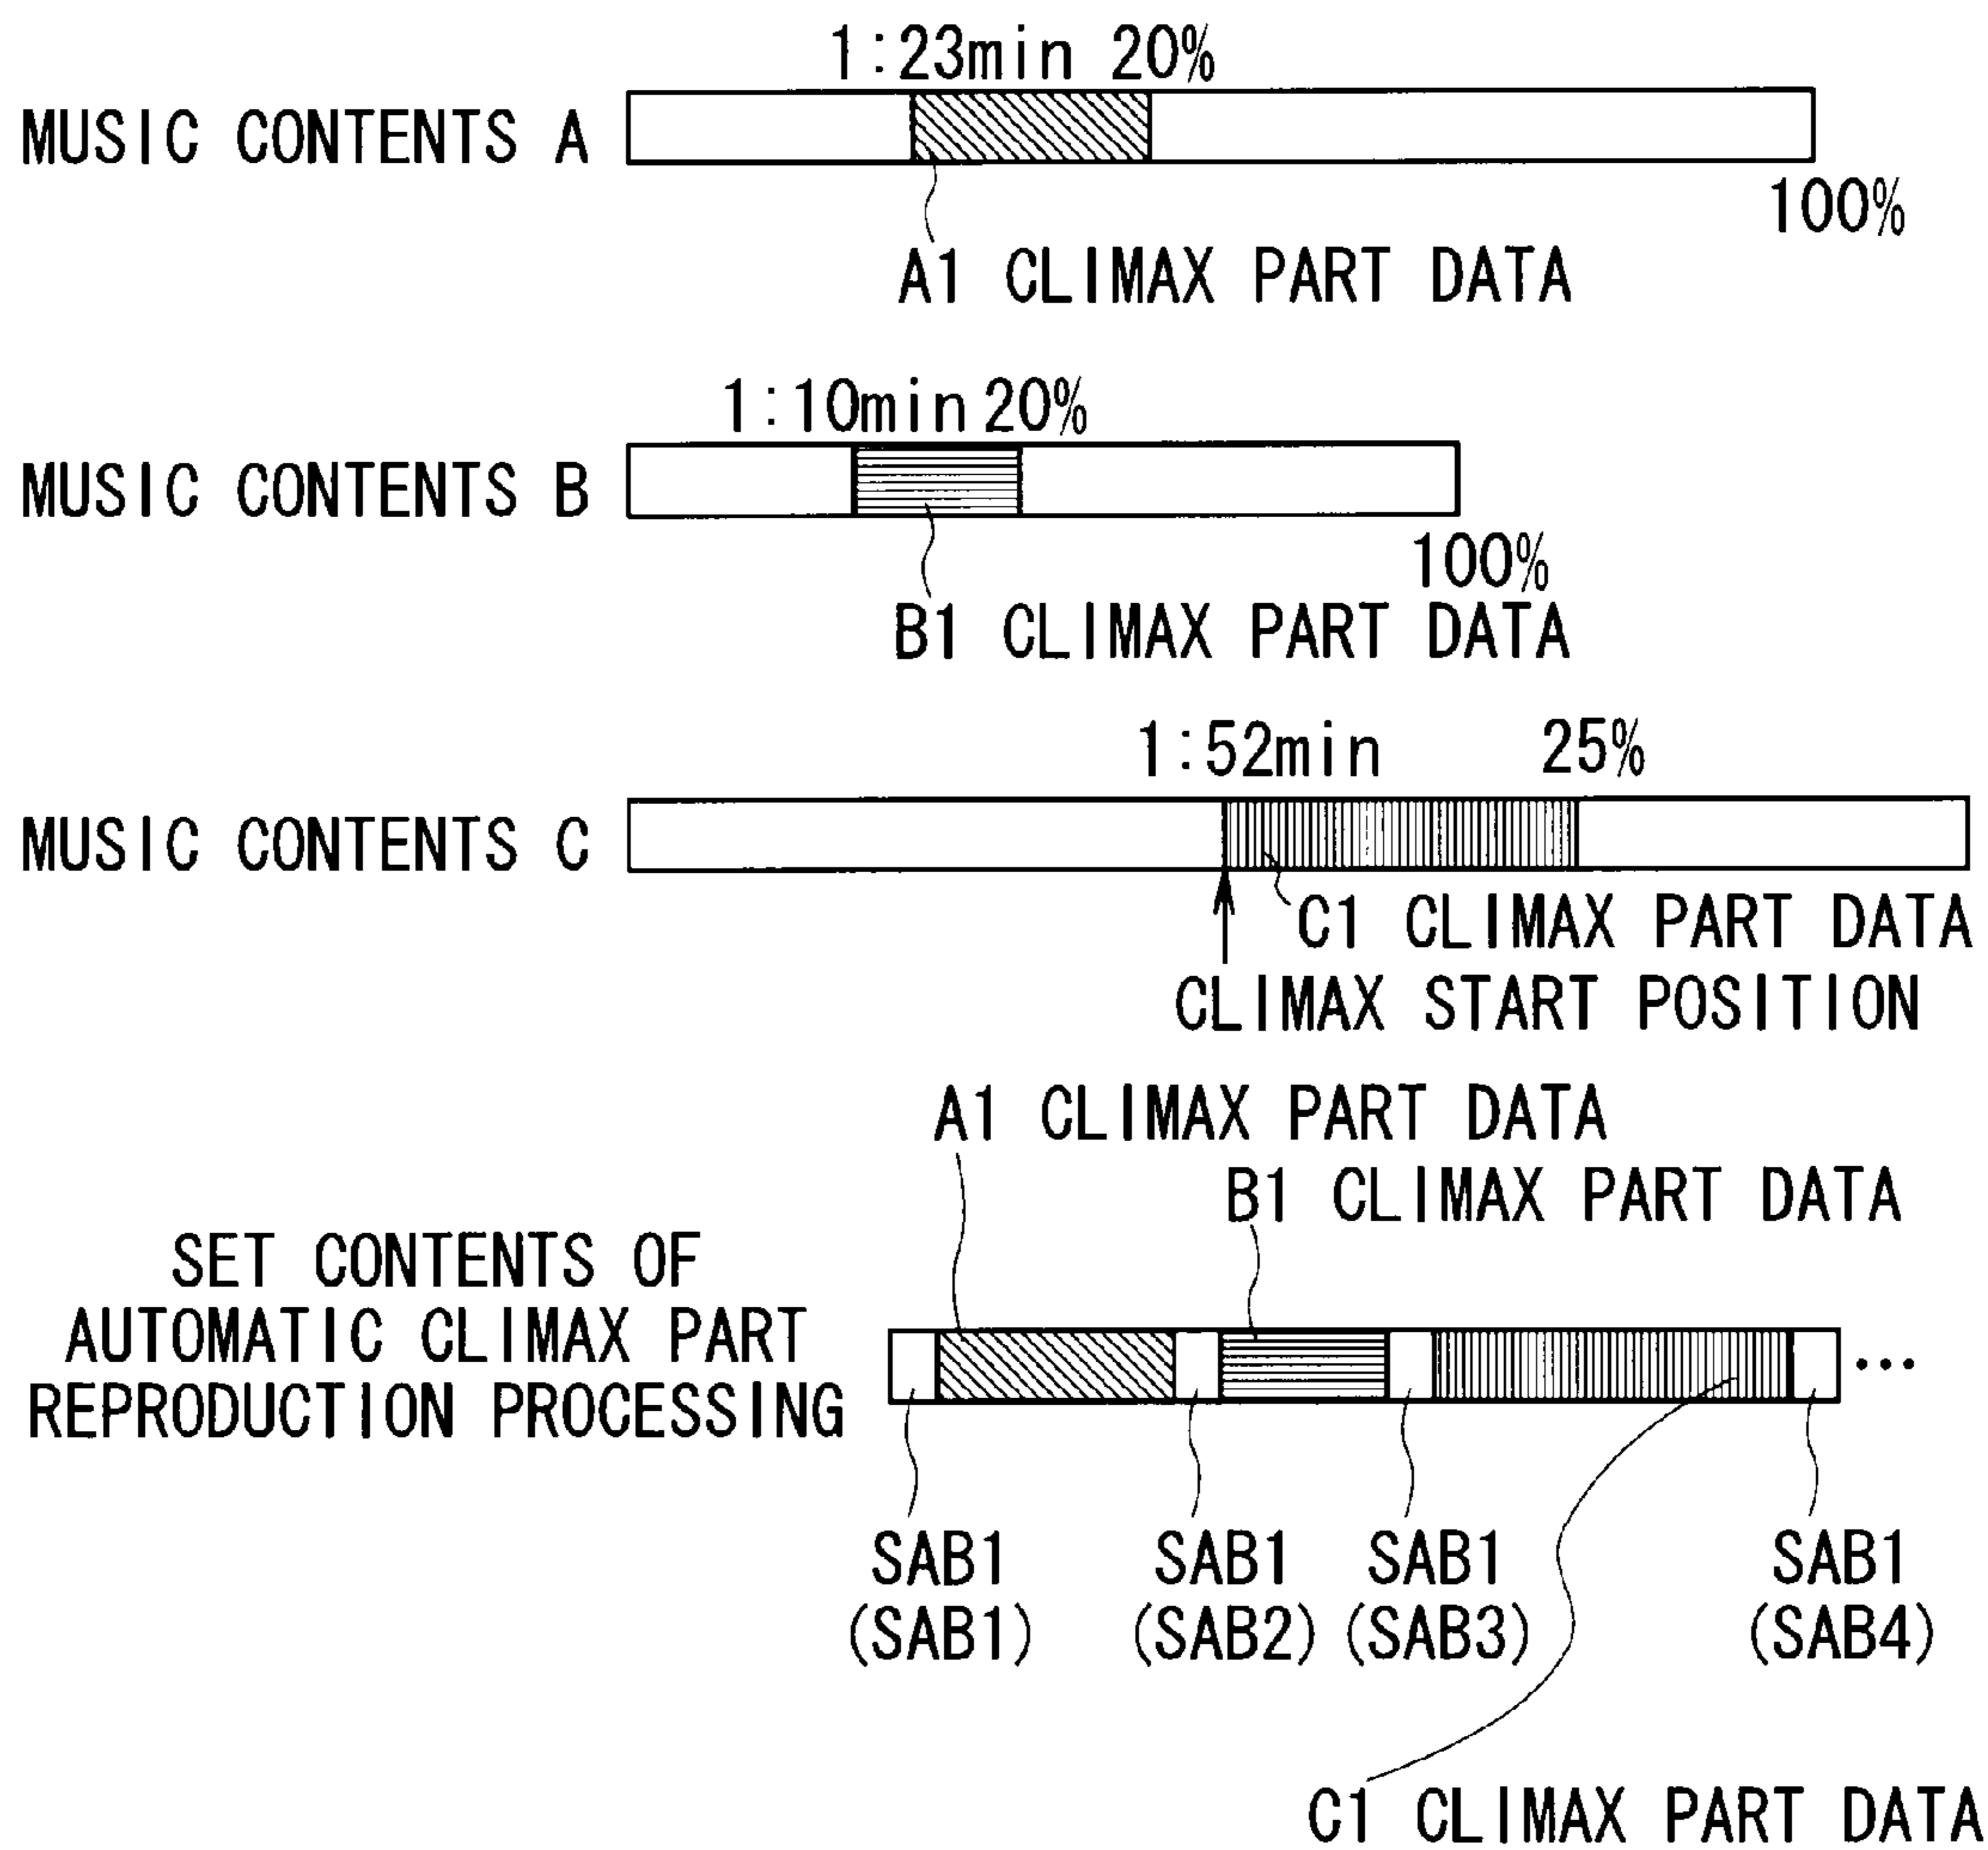 1:23min 20%
MUSIC CONTENTS A
100%
A1 CLIMAX PART DATA
1:10min 20%
MUSIC CONTENTS B
100%
B1 CLIMAX PART DATA
1:52min 25%
MUSIC CONTENTS C
C1 CLIMAX PART DATA
CLIMAX START POSITION
A1 CLIMAX PART DATA
B1 CLIMAX PART DATA
SET CONTENTS OF
AUTOMATIC CLIMAX PART
REPRODUCTION PROCESSING
...
SAB1 SAB1 SAB1 SAB1
(SAB1) (SAB2) (SAB3) (SAB4)
C1 CLIMAX PART DATA